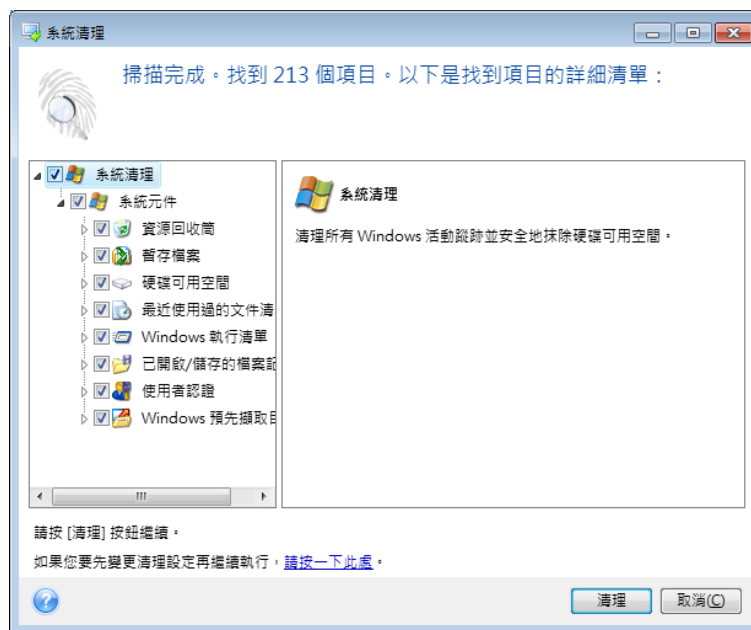 系統清理
掃描完成。找到 213 個項目。以下是找到項目的詳細清單：
系統清理
系統元件
資源回收筒
暫存檔案
硬碟可用空間
最近使用過的文件清
Windows 執行清單
已開啟/儲存的檔案記
使用者認證
Windows 預先擷取目
系統清理
清理所有 Windows 活動蹤跡並安全地抹除硬碟可用空間。
請按 [清理] 按鈕繼續。
如果您要先變更清理設定再繼續執行，請按一下此處。
清理
取消(C)